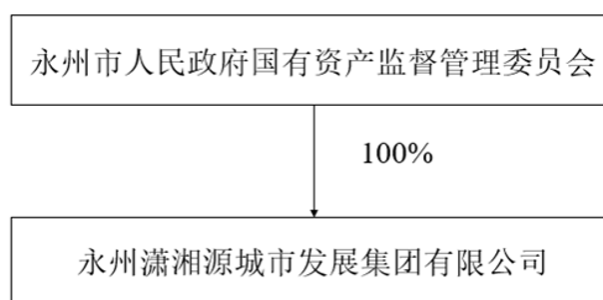 永州市人民政府国有资产监督管理委员会
100%
永州潇湘源城市发展集团有限公司